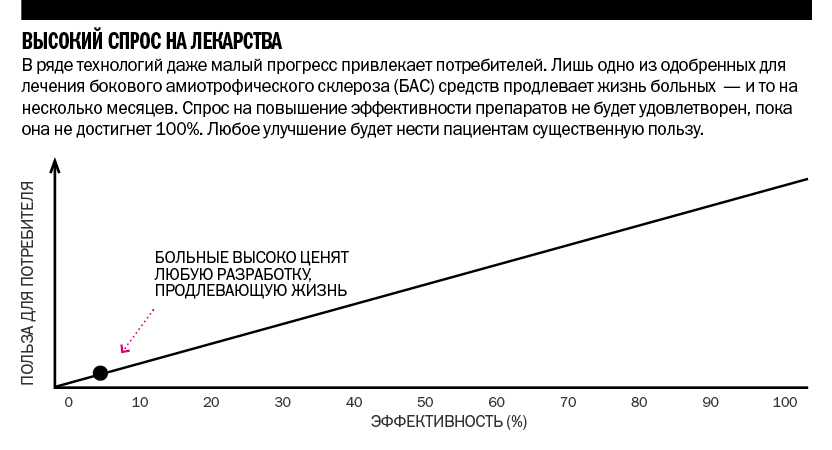 ВЫСОКИЙ СПРОС НА ЛЕКАРСТВА
В ряде технологий даже малый прогресс привлекает потребителей. Лишь одно из одобренных для
лечения бокового амиотрофического склероза (БАС) средств продлевает жизнь больных — и то на
несколько месяцев. Спрос на повышение эффективности препаратов не будет удовлетворен, пока
она не достигнет 100%. Любое улучшение будет нести пациентам существенную пользу.
ПОЛЬЗА ДЛЯ ПОТРЕБИТЕЛЯ
БОЛЬНЫЕ ВЫСОКО ЦЕНЯТ
ЛЮБУЮ РАЗРАБОТКУ,
ПРОДЛЕВАЮЩУЮ ЖИЗНЬ
0 10 20 30 40 50 60 70 80 90 100
ЭФФЕКТИВНОСТЬ (%)